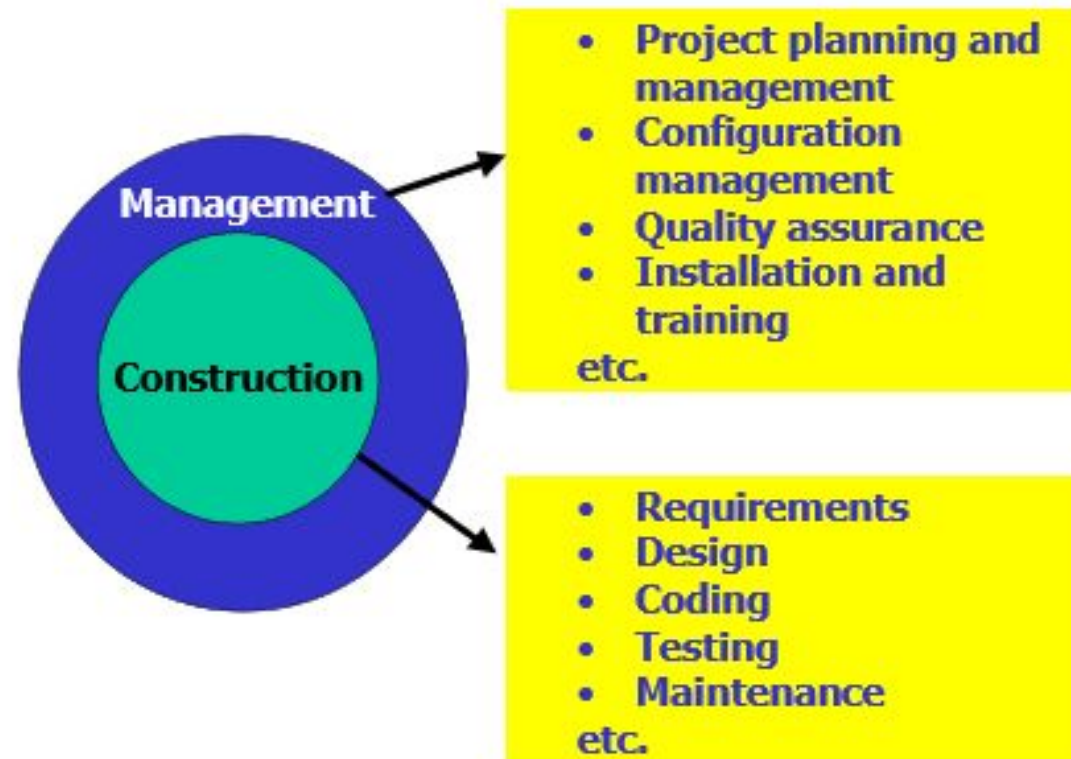 Management
Construction
• Project planning and
management
• Configuration
management
• Quality assurance
• Installation and
training
etc.
• Requirements
• Design
• Coding
• Testing
• Maintenance
etc.